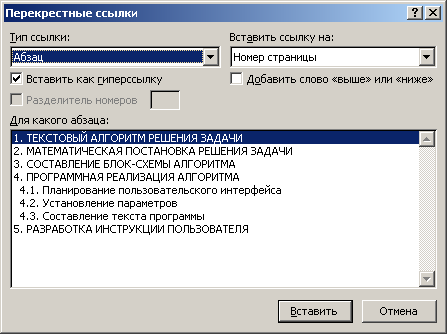 Перекрестные ссылки
Тип ссылки: Вставить ссылку на:
Абзац Номер страницы
Вставить как гиперссылку Добавить слово «выше» или «ниже»
Разделитель номеров
Для какого абзаца:
1. ТЕКСТОВЫЙ АЛГОРИТМ РЕШЕНИЯ ЗАДАЧИ
2. МАТЕМАТИЧЕСКАЯ ПОСТАНОВКА РЕШЕНИЯ ЗАДАЧИ
3. СОСТАВЛЕНИЕ БЛОК-СХЕМЫ АЛГОРИТМА
4. ПРОГРАММНАЯ РЕАЛИЗАЦИЯ АЛГОРИТМА
4.1. Планирование пользовательского интерфейса
4.2. Установление параметров
4.3. Составление текста программы
5. РАЗРАБОТКА ИНСТРУКЦИИ ПОЛЬЗОВАТЕЛЯ
Вставить Отмена